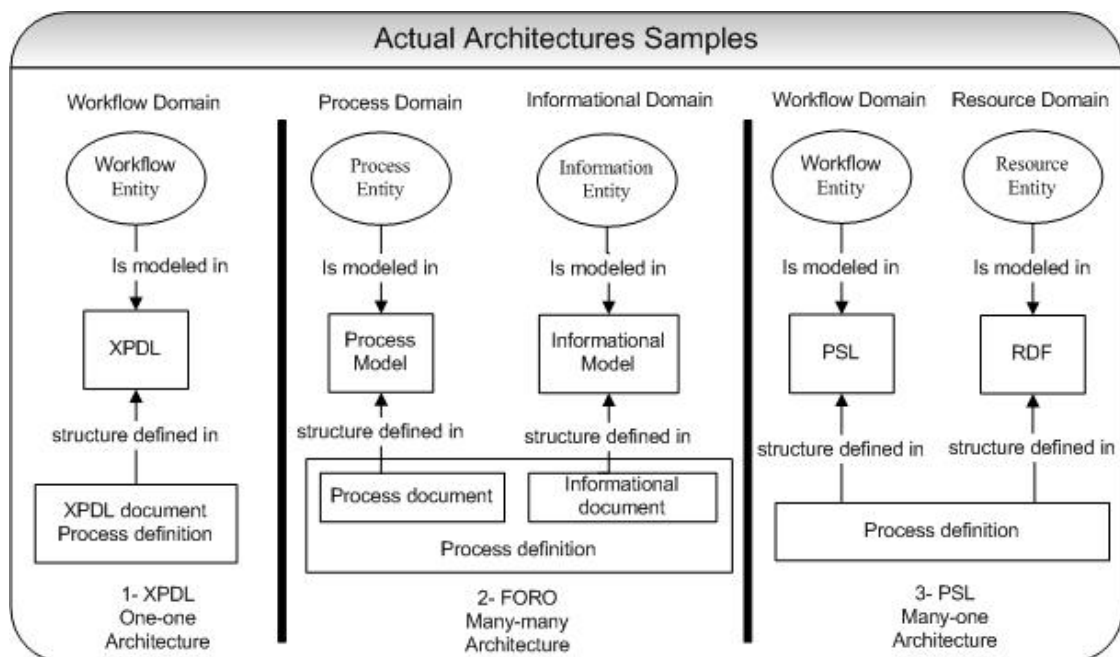 Actual Architectures Samples
Workflow Domain
Workflow
Entity
Is modeled in
XPDL
structure defined in
XPDL document
Process definition
1- XPDL
One-one
Architecture
Process Domain
Informational Domain
Process
Entity
Information
Entity
Is modeled in
Is modeled in
Process
Model
Informational
Model
structure defined in
structure defined in
Process document
Informational
document
Process definition
2- FORO
Many-many
Architecture
Workflow Domain
Resource Domain
Workflow
Entity
Resource
Entity
Is modeled in
Is modeled in
PSL
RDF
structure defined in
structure defined in
Process definition
3- PSL
Many-one
Architecture